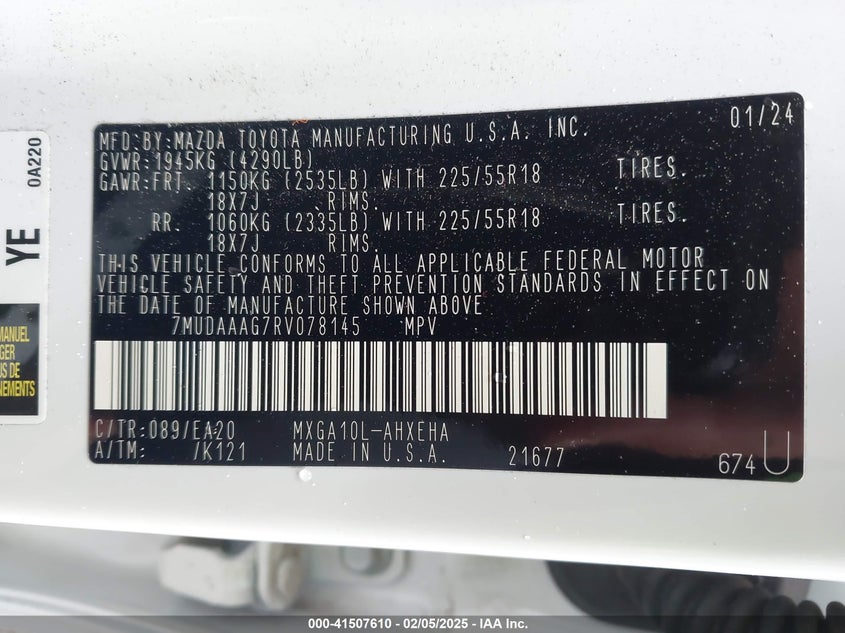 MFD.BY:MAZDA TOYOTA MANUFACTURING U.S.A. INC. 01/24
GVWR:1945KG (4290LB)
GAWR:FRT. 1150KG (2535LB) WITH 225/55R18 TIRES.
18X7J RIMS.
RR. 1060KG (2335LB) WITH 225/55R18 TIRES.
18X7J RIMS.
THIS VEHICLE CONFORMS TO ALL APPLICABLE FEDERAL MOTOR
VEHICLE SAFETY AND THEFT PREVENTION STANDARDS IN EFFECT ON
THE DATE OF MANUFACTURE SHOWN ABOVE
7MUDAAAG7RV078145 MPV
C/TR:089/EA20 MXGA10L-AHXEHA
A/TM: /K121 MADE IN U.S.A. 21677
674U
0A220
YE
MANUEL
GER
US DE
NEMENTS
000-41507610 - 02/05/2025 - IAA Inc.